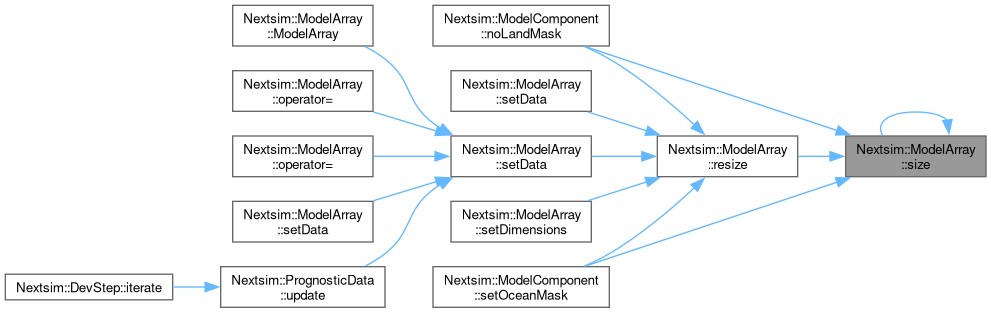 Nextsim::ModelArray
::ModelArray
Nextsim::ModelComponent
::noLandMask
Nextsim::ModelArray
::operator=
Nextsim::ModelArray
::setData
Nextsim::ModelArray
::operator=
Nextsim::ModelArray
::setData
Nextsim::ModelArray
::resize
Nextsim::ModelArray
::size
Nextsim::ModelArray
::setData
Nextsim::ModelArray
::setDimensions
Nextsim::DevStep::iterate
Nextsim::PrognosticData
::update
Nextsim::ModelComponent
::setOceanMask